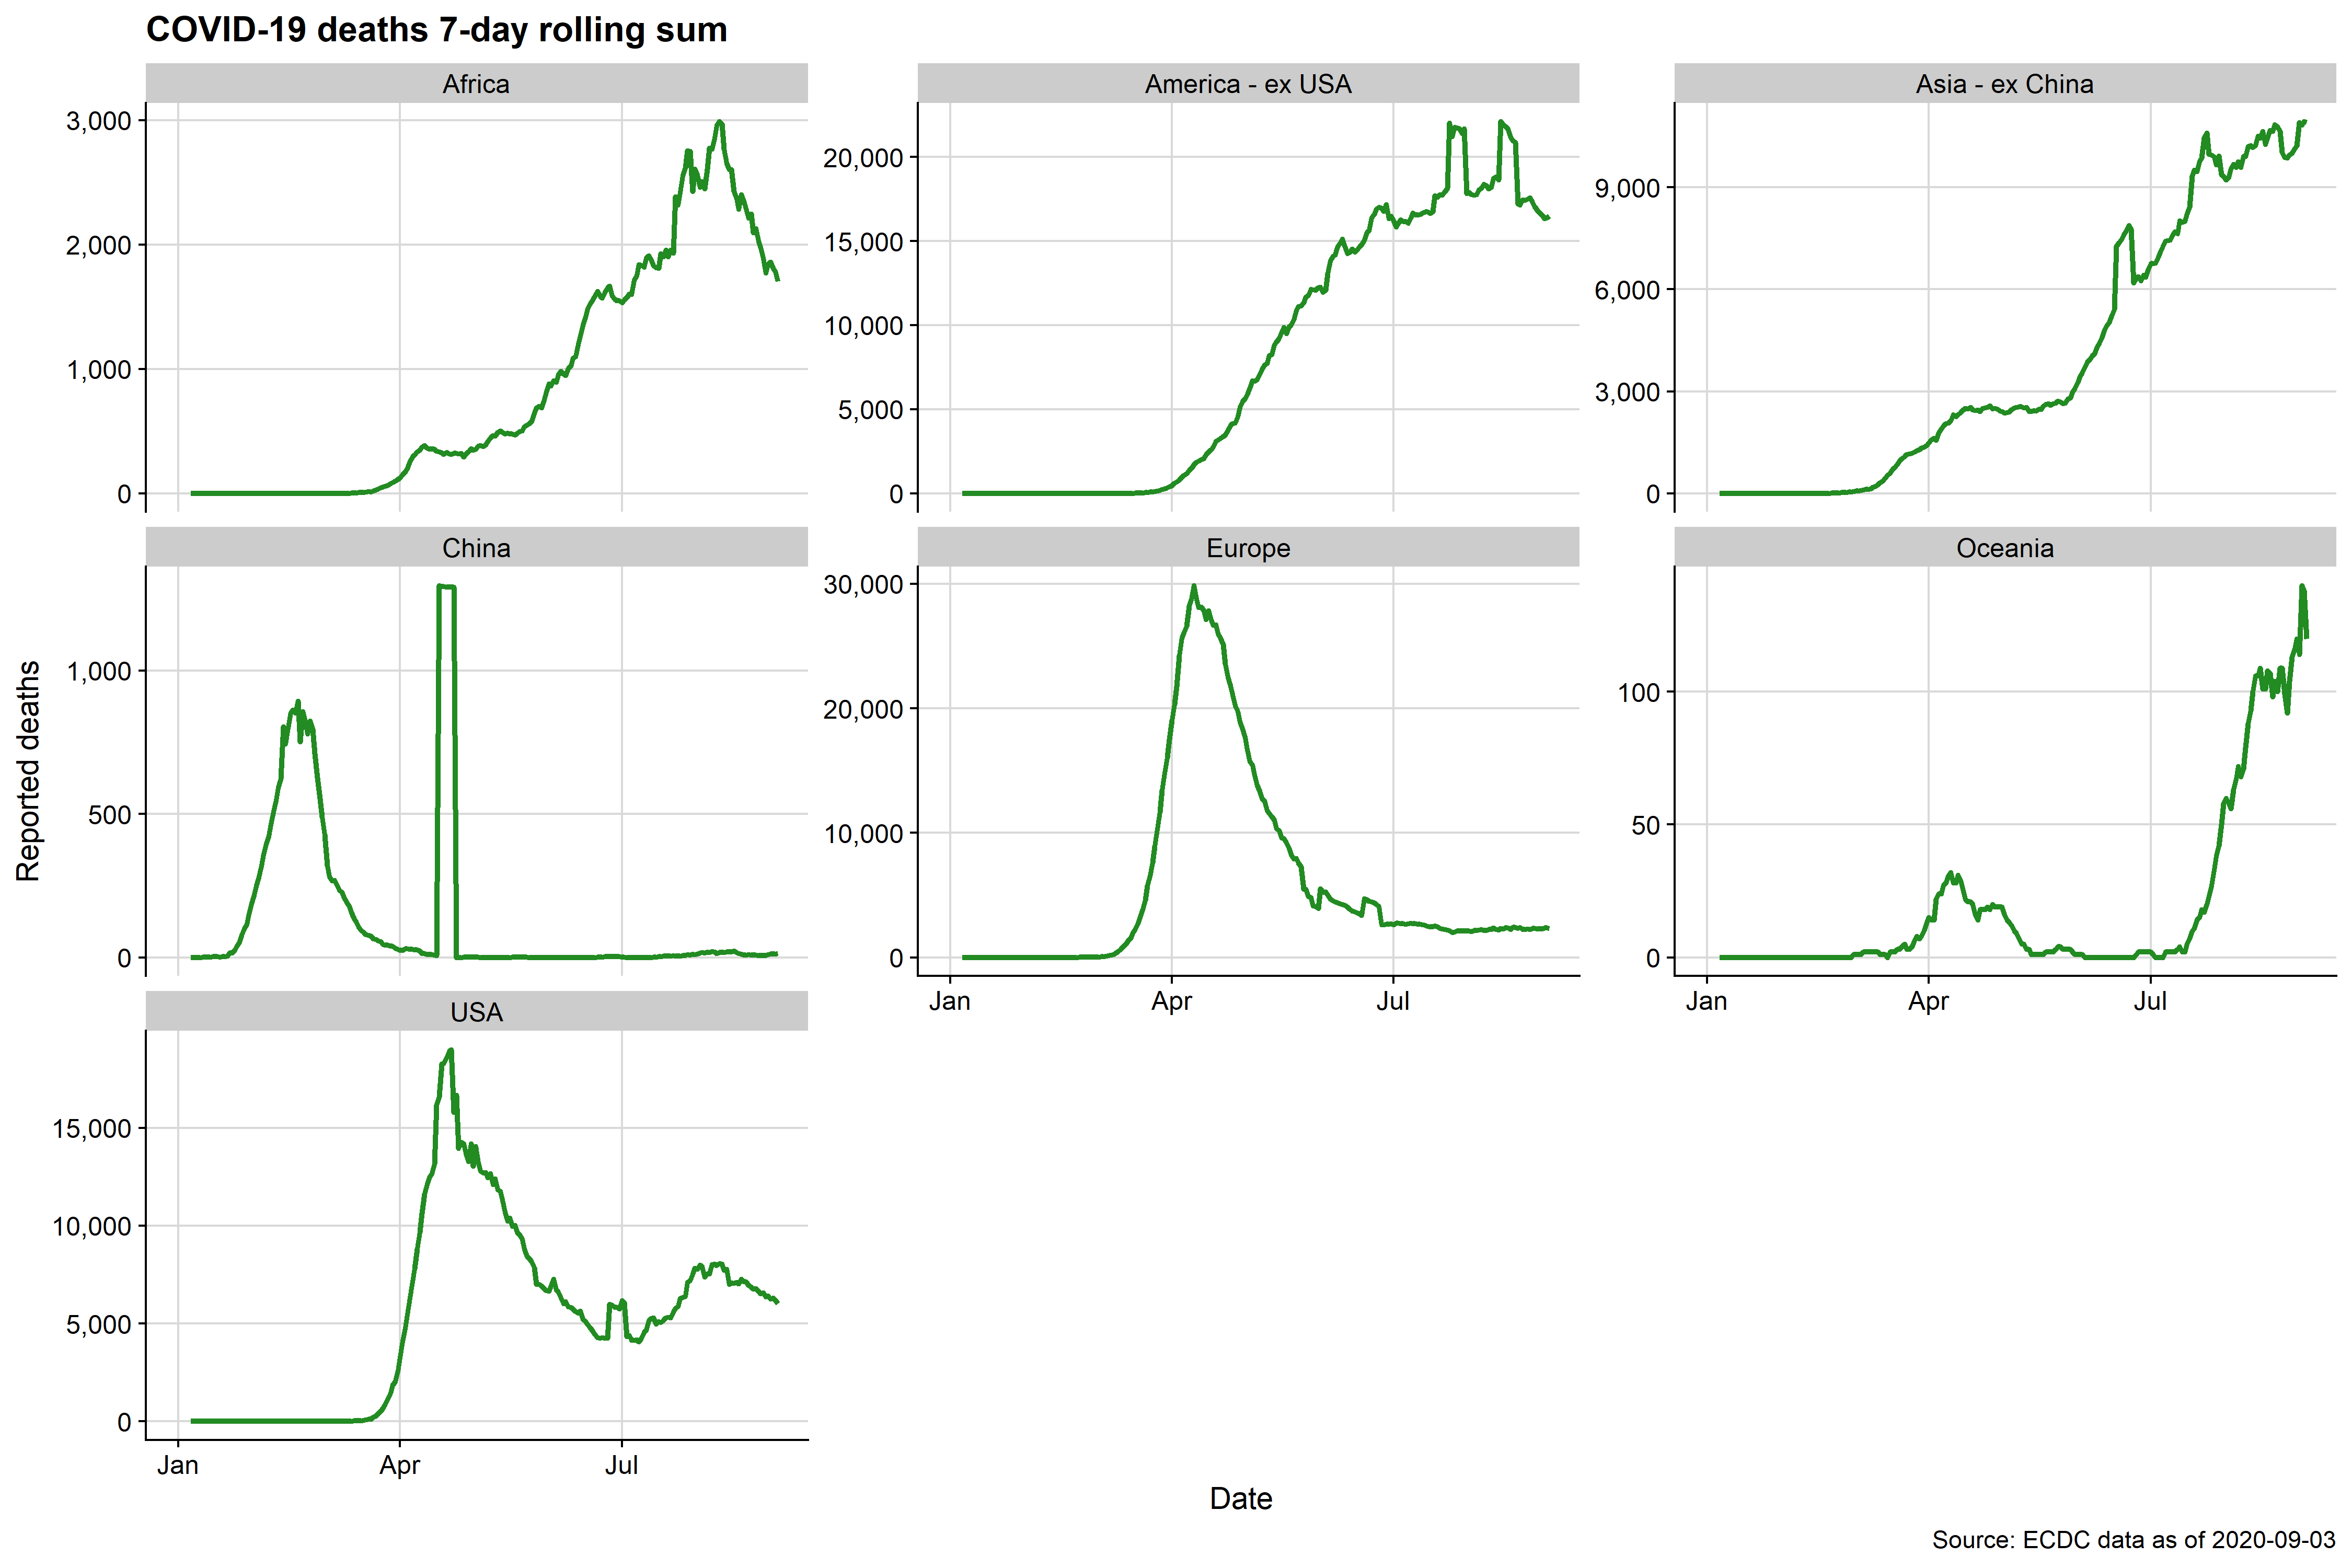 COVID-19 deaths 7-day rolling sum
Africa
America - ex USA
Asia - ex China
3,000
2,000
1,000
0
20,000
15,000
10,000
5,000
0
9,000
6,000
3,000
0
China
Europe
Oceania
1,000
500
0
30,000
20,000
10,000
0
100
50
0
Jan Apr Jul
Jan Apr Jul
USA
15,000
10,000
5,000
0
Jan Apr Jul
Reported deaths
Date
Source: ECDC data as of 2020-09-03